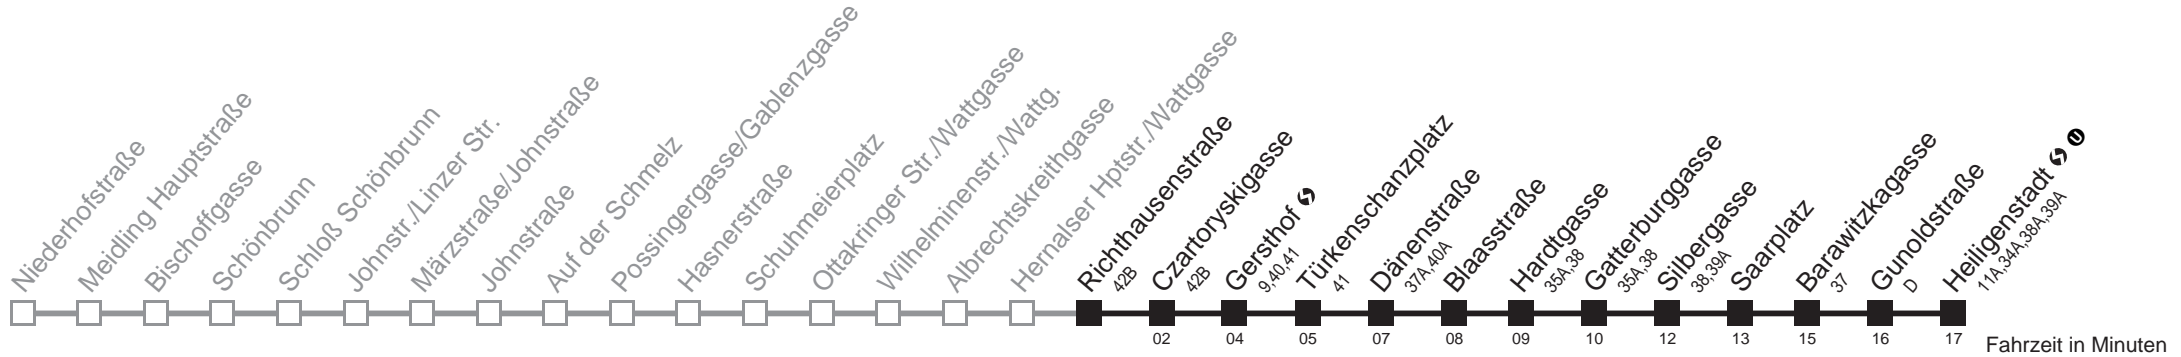 Niederhofstraße
Meidling Hauptstraße
Bischoffgasse
Schönbrunn
Schloß Schönbrunn
Johnstr./Linzer Str.
Märzstraße/Johnstraße
Johnstraße
Auf der Schmelz
Possingergasse/Gablenzgasse
Hasnerstraße
Schuhmeierplatz
Ottakringer Str./Wattgasse
Wilhelminenstr./Wattg.
Albrechtskreithgasse
Hernalser Hptstr./Wattgasse
Richthausenstraße
42B
Czartoryskigasse
42B
Gersthof
9,40,41
Türkenschanzplatz
41
Dänenstraße
37A,40A
Blaasstraße
Hardtgasse
35A,38
Gatterburggasse
35A,38
Silbergasse
38,39A
Saarplatz
Barawitzkagasse
37
Gunoldstraße
D
Heiligenstadt S U
11A,34A,38A,39A
02 04 05 07 08 09 10 12 13 15 16 17
Fahrzeit in Minuten